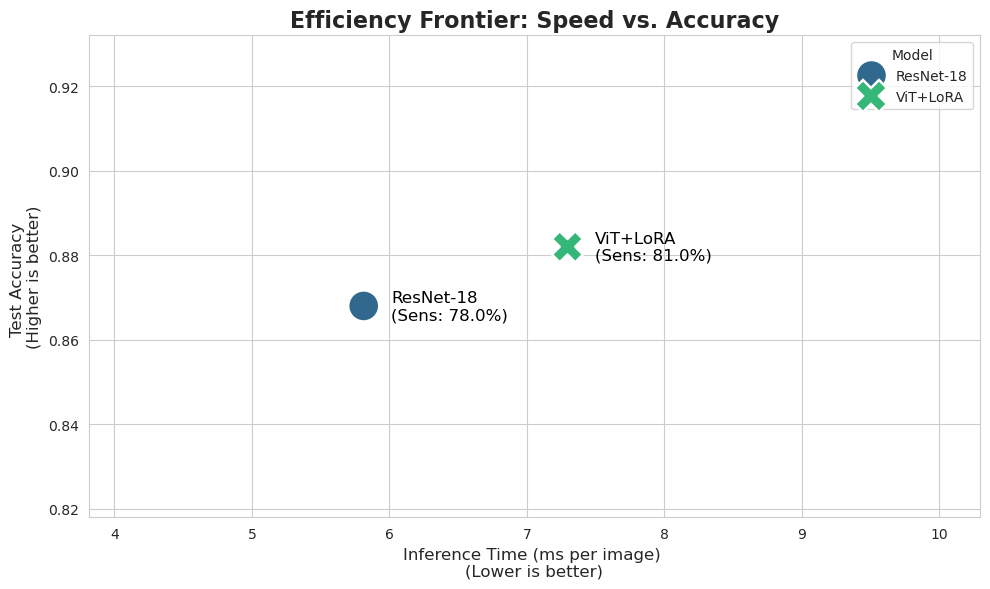 Efficiency Frontier: Speed vs. Accuracy
Test Accuracy
(Higher is better)
0.92
0.90
0.88
0.86
0.84
0.82
Model
ResNet-18
ViT+LoRA
ViT+LoRA
(Sens: 81.0%)
ResNet-18
(Sens: 78.0%)
4 5 6 7 8 9 10
Inference Time (ms per image)
(Lower is better)